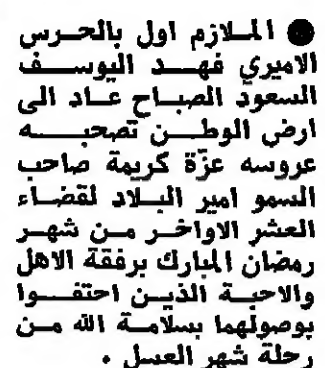 ● الملازم اول بالحرس
الاميري فهد اليوسف
السعود الصباح عاد الى
ارض الوطن تصحبه
عروسه عزّة كريمة صاحب
السمو امير البلاد لقضاء
العشر الاواخر من شهر
رمضان المبارك برفقة الاهل
والاحبة الذين احتفوا
بوصولهما بسلامة الله من
رحلة شهر العسل .